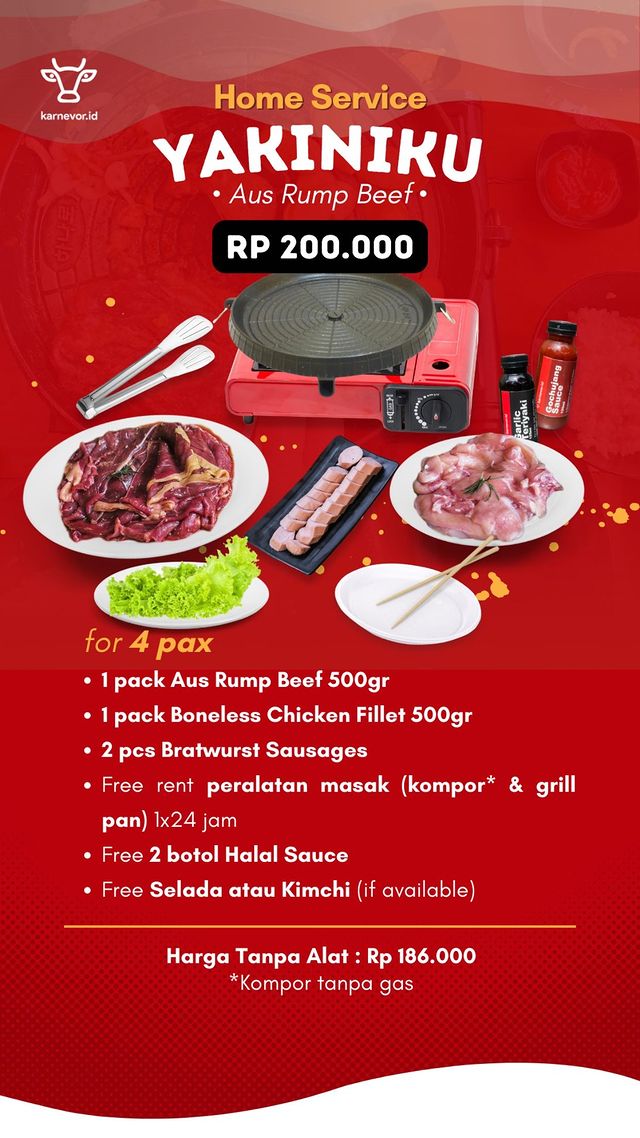 karnevor.id
Home Service
YAKINIKU
• Aus Rump Beef •
RP 200.000
Garlic
Teriyaki
Gochujang
Sauce
for 4 pax
• 1 pack Aus Rump Beef 500gr
• 1 pack Boneless Chicken Fillet 500gr
• 2 pcs Bratwurst Sausages
• Free rent peralatan masak (kompor* & grill
pan) 1x24 jam
• Free 2 botol Halal Sauce
• Free Selada atau Kimchi (if available)
Harga Tanpa Alat : Rp 186.000
*Kompor tanpa gas